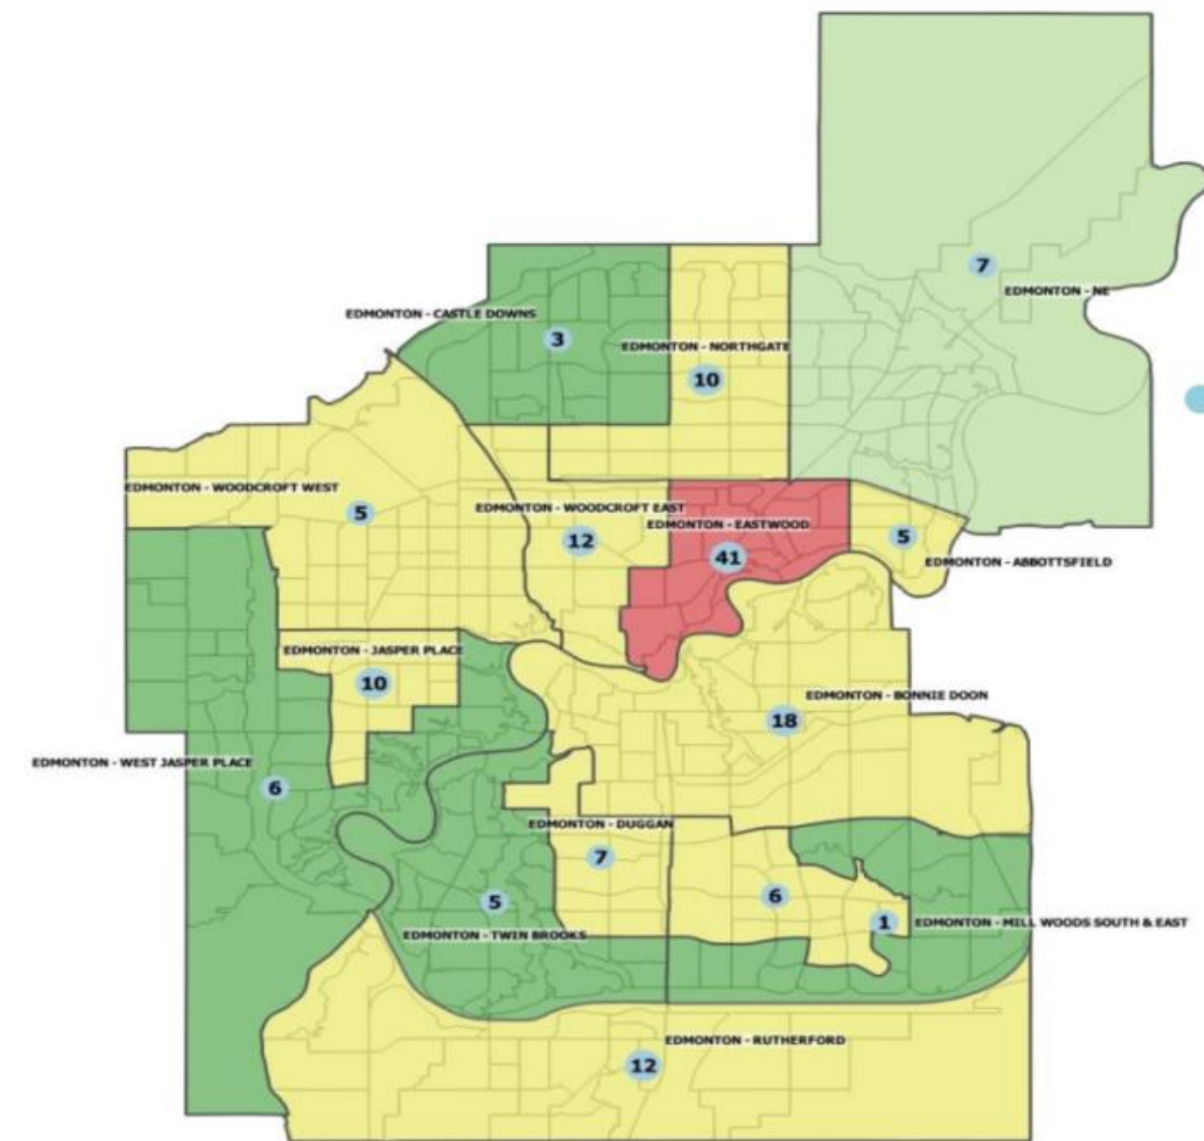 7
EDMONTON - NE
EDMONTON - CASTLE DOWNS
3
EDMONTON - NORTHGATE
10
EDMONTON - WOODCROFT WEST
5
EDMONTON - WOODCROFT EAST
12
EDMONTON - EASTWOOD
41
5
EDMONTON - ABBOTTSFIELD
EDMONTON - JASPER PLACE
10
EDMONTON - BONNIE DOON
18
EDMONTON - WEST JASPER PLACE
6
EDMONTON - DUGGAN
7
6
5
1
EDMONTON - MILL WOODS SOUTH & EAST
EDMONTON - TWIN BROOKS
EDMONTON - RUTHERFORD
12